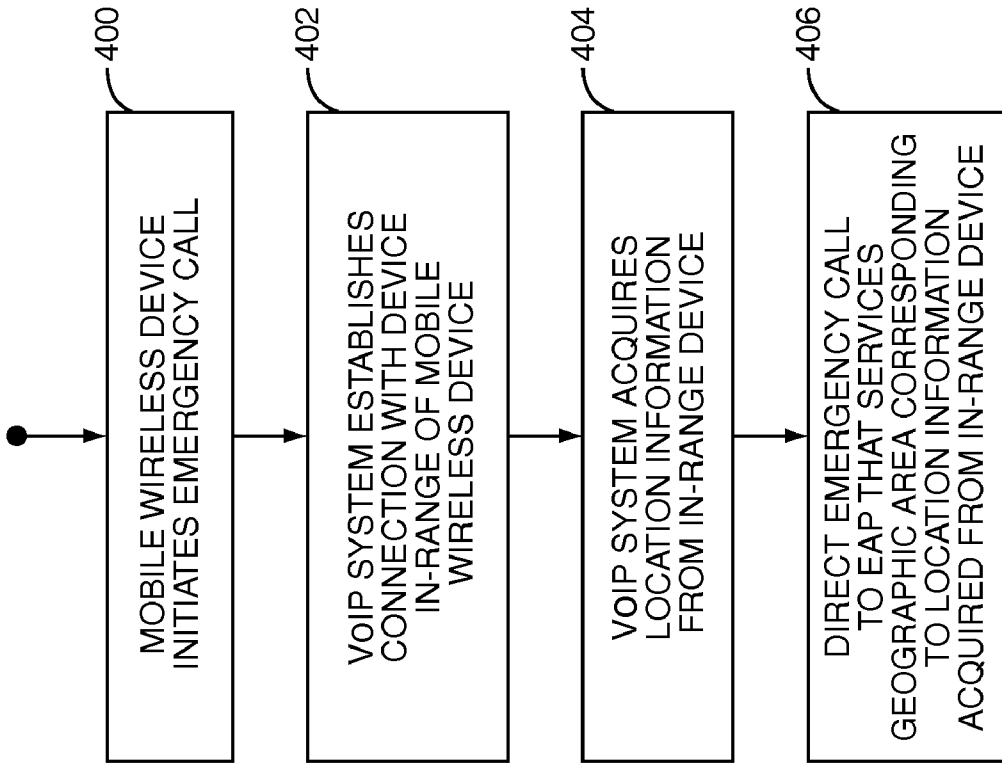 400
MOBILE WIRELESS DEVICE
INITIATES EMERGENCY CALL
402
VOIP SYSTEM ESTABLISHES
CONNECTION WITH DEVICE
IN-RANGE OF MOBILE
WIRELESS DEVICE
404
VOIP SYSTEM ACQUIRES
LOCATION INFORMATION
FROM IN-RANGE DEVICE
406
DIRECT EMERGENCY CALL
TO EAP THAT SERVICES
GEOGRAPHIC AREA CORRESPONDING
TO LOCATION INFORMATION
ACQUIRED FROM IN-RANGE DEVICE